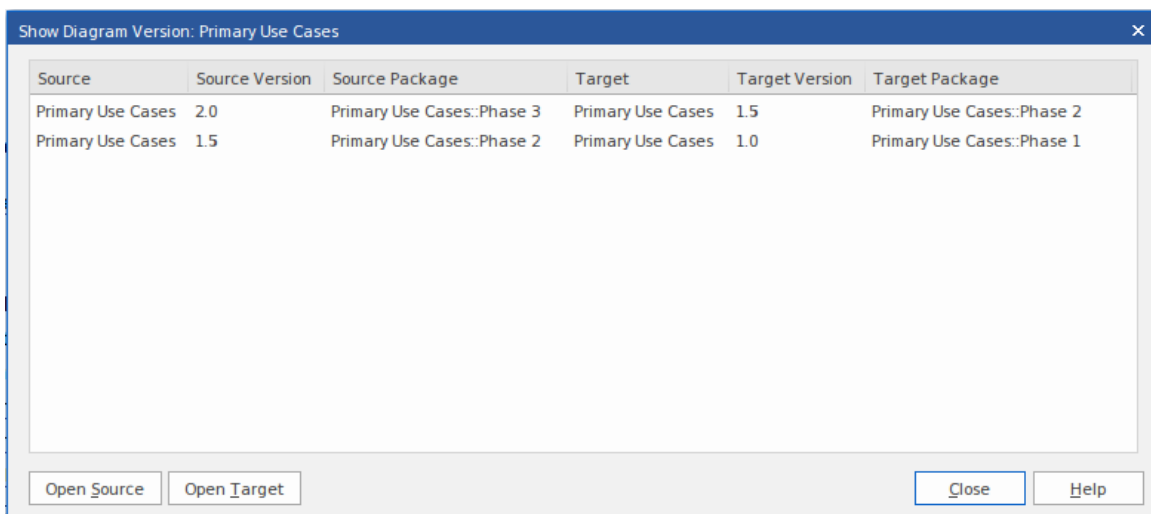 Show Diagram Version: Primary Use Cases
Source Source Version Source Package Target Target Version Target Package
Primary Use Cases 2.0 Primary Use Cases::Phase 3 Primary Use Cases 1.5 Primary Use Cases::Phase 2
Primary Use Cases 1.5 Primary Use Cases::Phase 2 Primary Use Cases 1.0 Primary Use Cases::Phase 1
Open Source Open Target Close Help